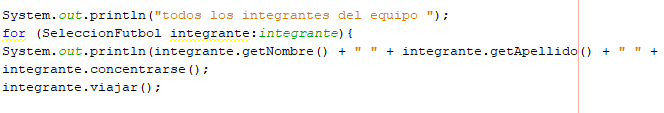 System.out.println("todos los integrantes del equipo ");
for (SeleccionFutbol integrante:integrante){
System.out.println(integrante.getNombre() + " " + integrante.getApellido() + " " +
integrante.concentrarse();
integrante.viajar();